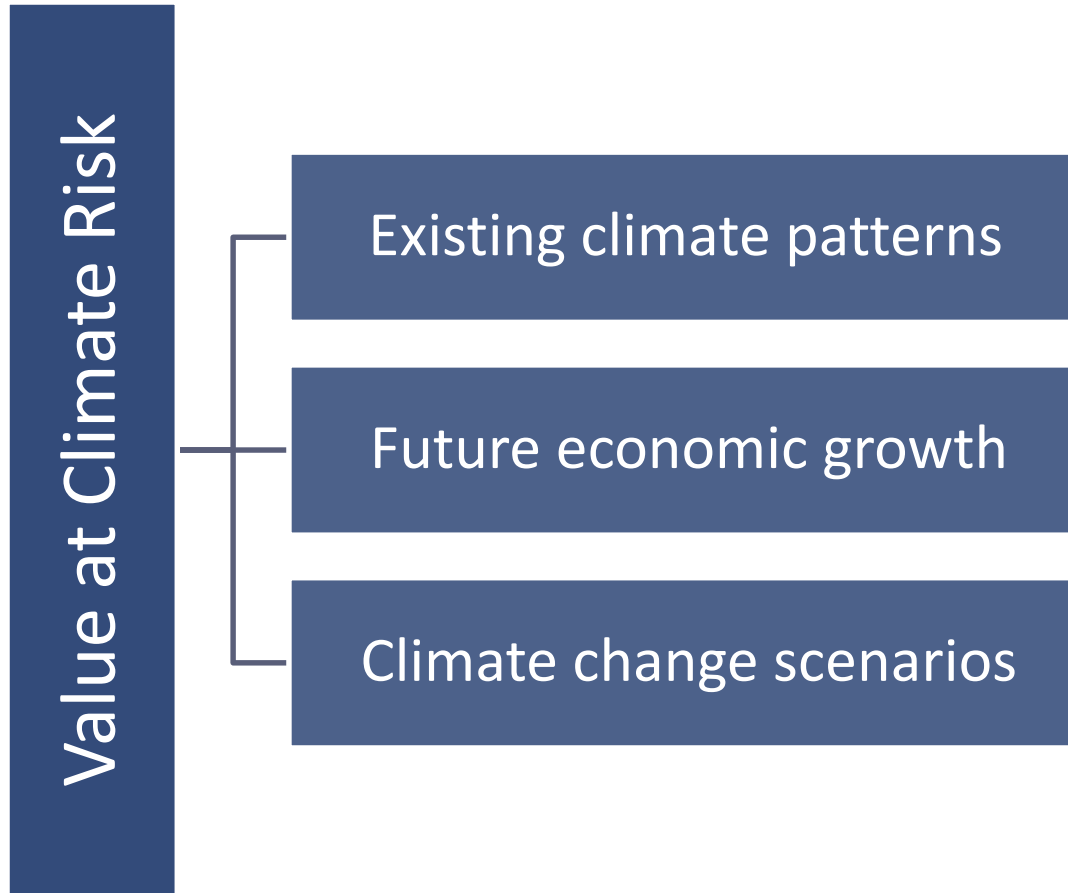 Value at Climate Risk
Existing climate patterns
Future economic growth
Climate change scenarios